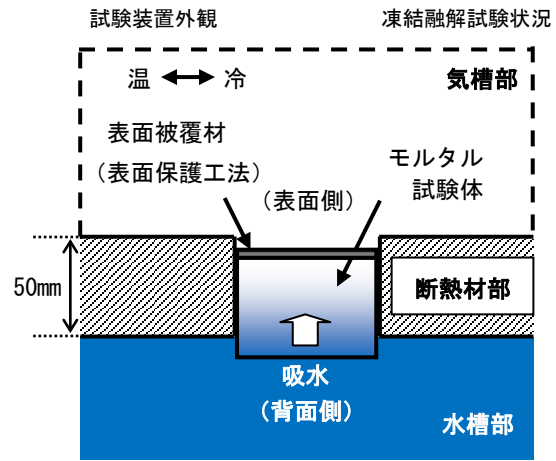 試験装置外観
凍結融解試験状況
温
冷
気槽部
表面被覆材
(表面保護工法)
(表面側)
モルタル
試験体
50mm
断熱材部
吸水
(背面側)
水槽部